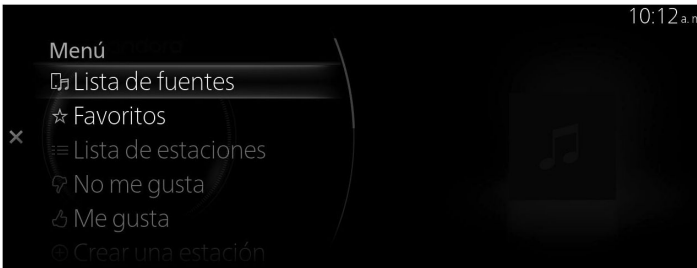 10:12 a. m
Menú
Lista de fuentes
Favoritos
Lista de estaciones
No me gusta
Me gusta
Crear una estación